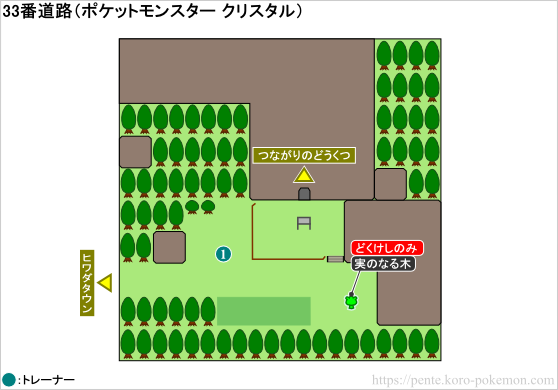 33番道路(ポケットモンスター クリスタル)
つながりのどうくつ
どくけしのみ
実のなる木
1
ヒワダタウン
:トレーナー
https://pente.koro-pokemon.com/